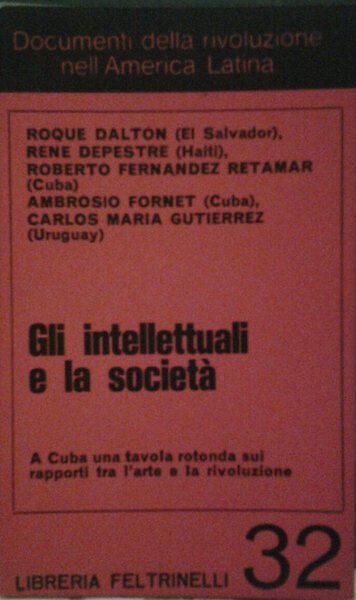 Documenti della rivoluzione
nell'America Latina
ROQUE DALTON (El Salvador),
RENE DEPESTRE (Haiti),
ROBERTO FERNANDEZ RETAMAR
(Cuba)
AMBROSIO FORNET (Cuba),
CARLOS MARIA GUTIERREZ
(Uruguay)
Gli intellettuali
e la società
A Cuba una tavola rotonda sui
rapporti tra l'arte e la rivoluzione
LIBRERIA FELTRINELLI 32